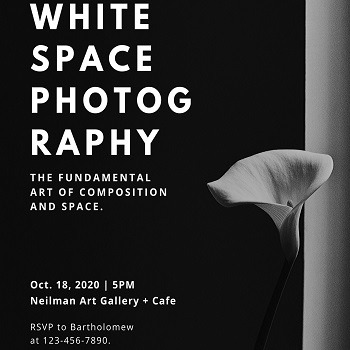 WHITE
SPACE
PHOTOG
RAPHY
THE FUNDAMENTAL
ART OF COMPOSITION
AND SPACE.
Oct. 18, 2020 | 5PM
Neilman Art Gallery + Cafe
RSVP to Bartholomew
at 123-456-7890.